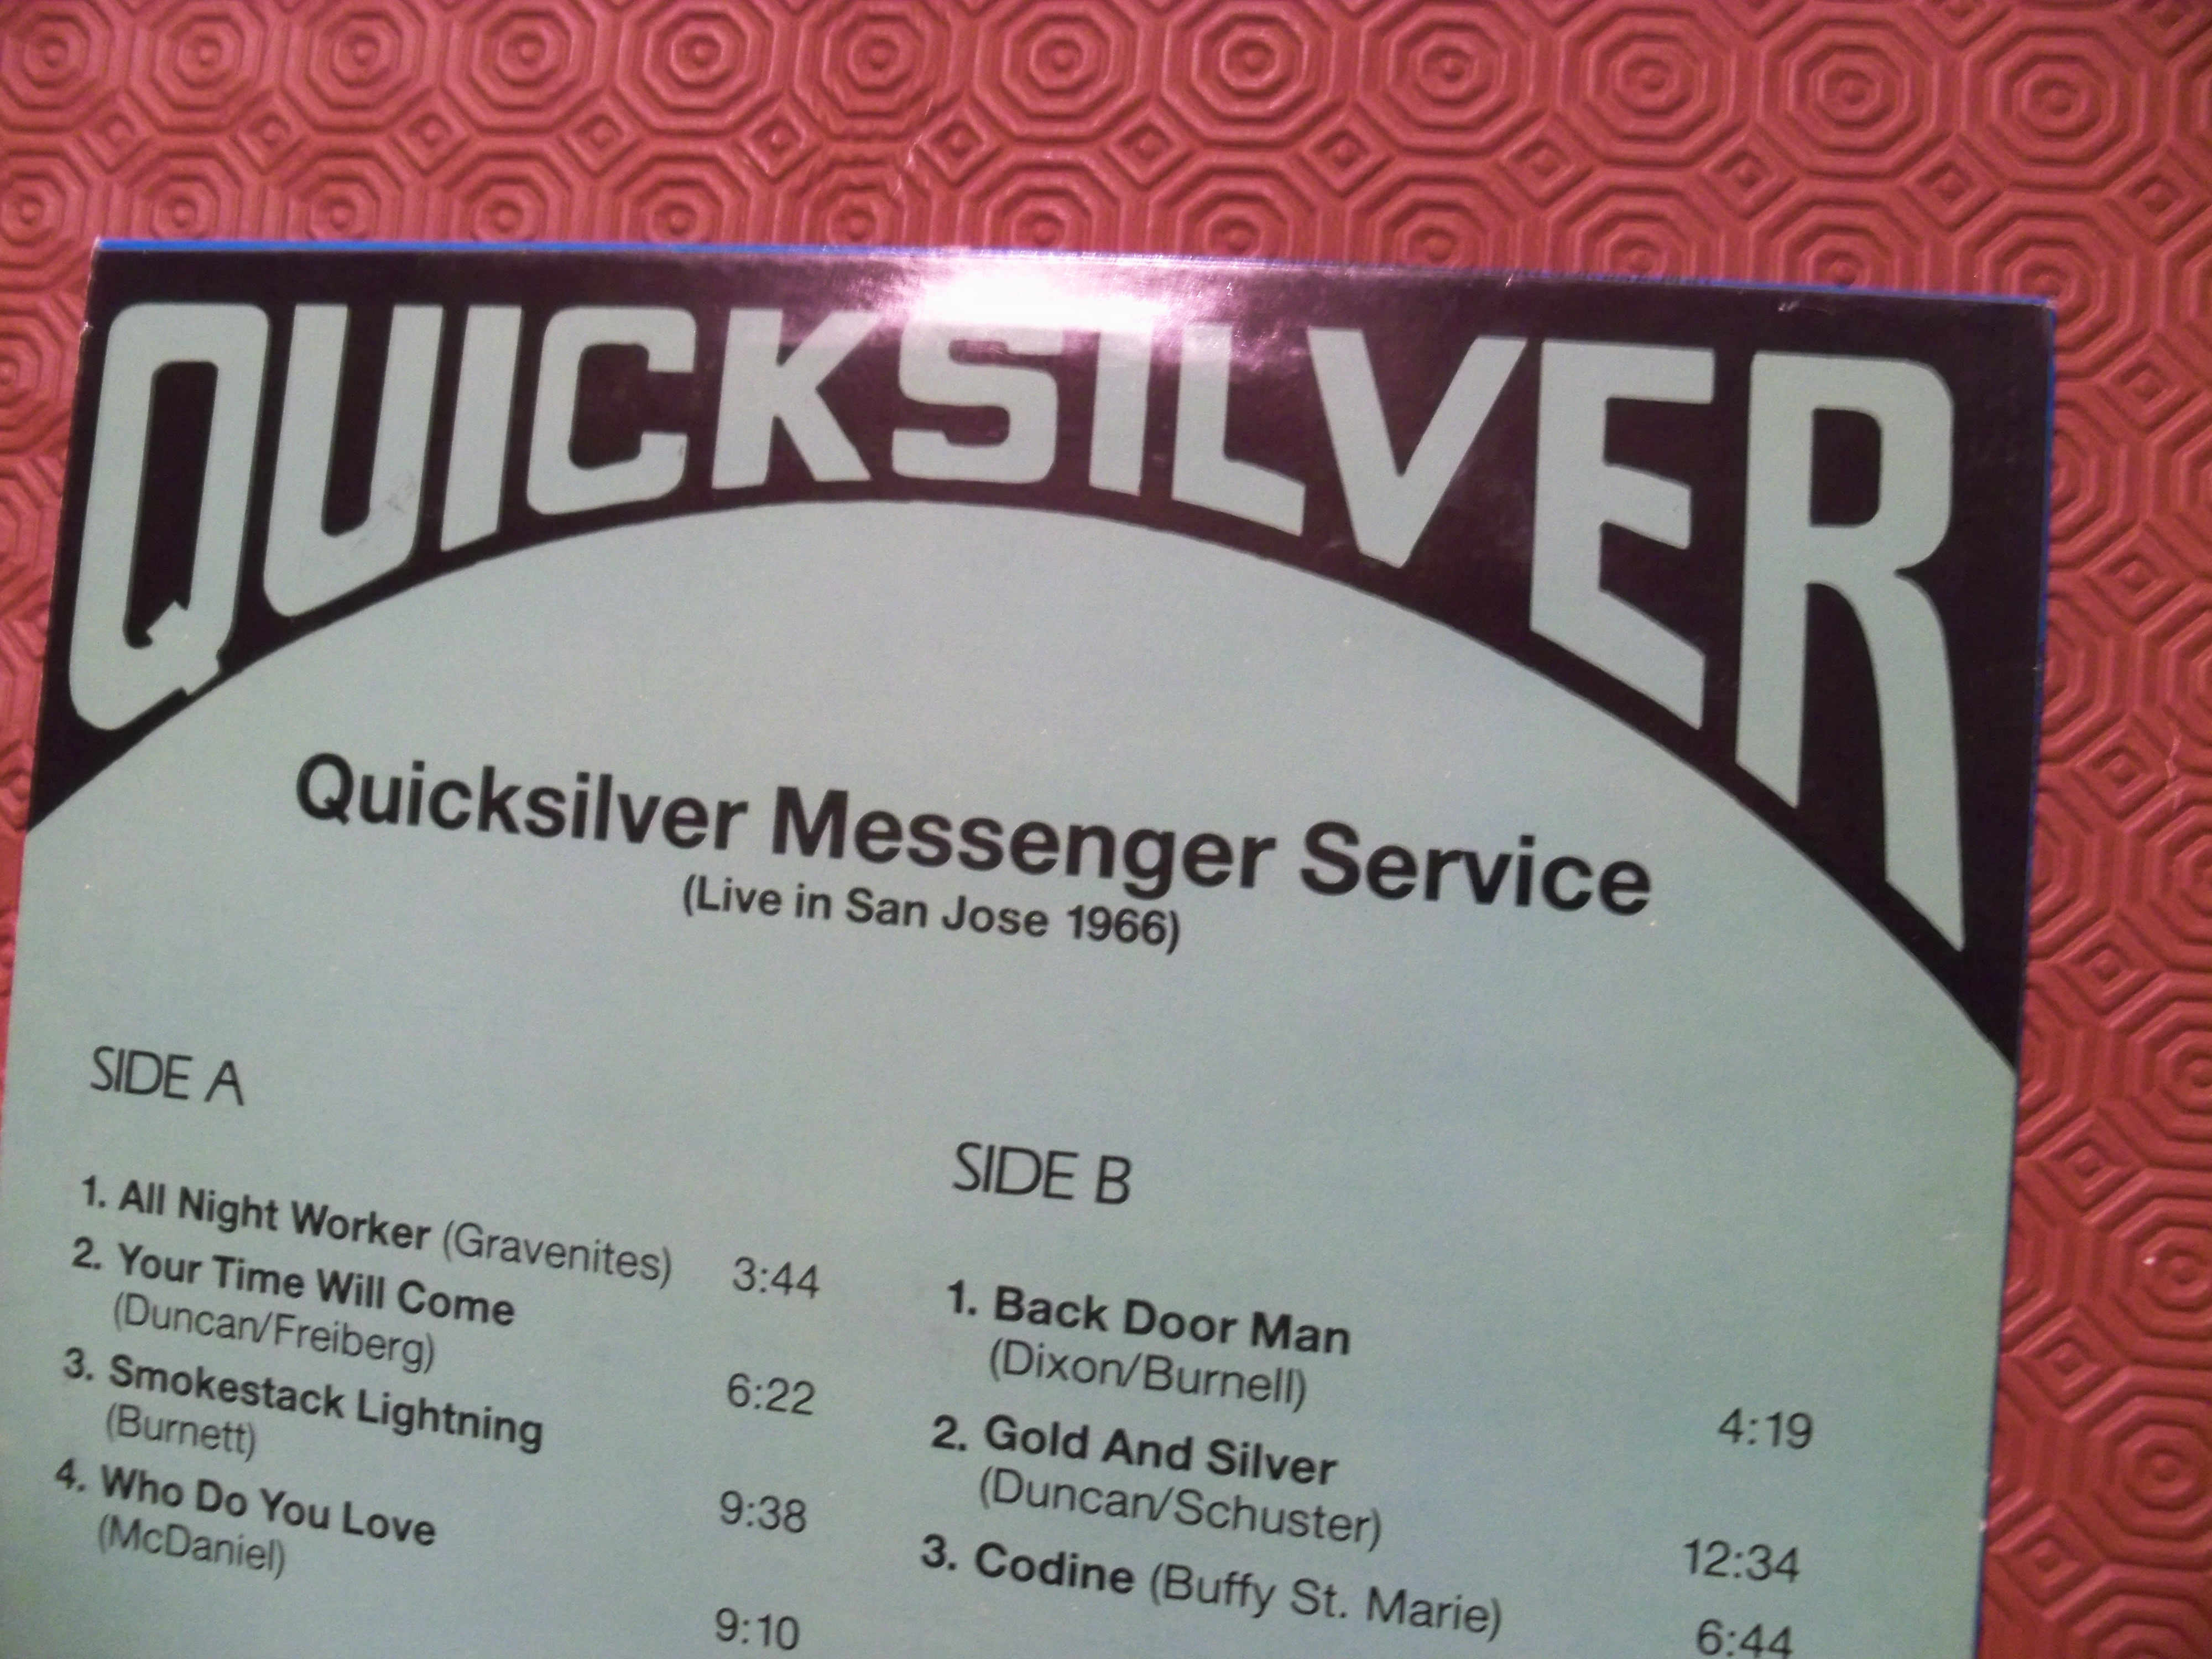 QUICKSILVER
Quicksilver Messenger Service
(Live in San Jose 1966)
SIDE A
1. All Night Worker (Gravenites) 3:44
2. Your Time Will Come
(Duncan/Freiberg) 6:22
3. Smokestack Lightning
(Burnett) 9:38
4. Who Do You Love
(McDaniel) 9:10
SIDE B
1. Back Door Man
(Dixon/Burnell) 4:19
2. Gold And Silver
(Duncan/Schuster) 12:34
3. Codine (Buffy St. Marie) 6:44